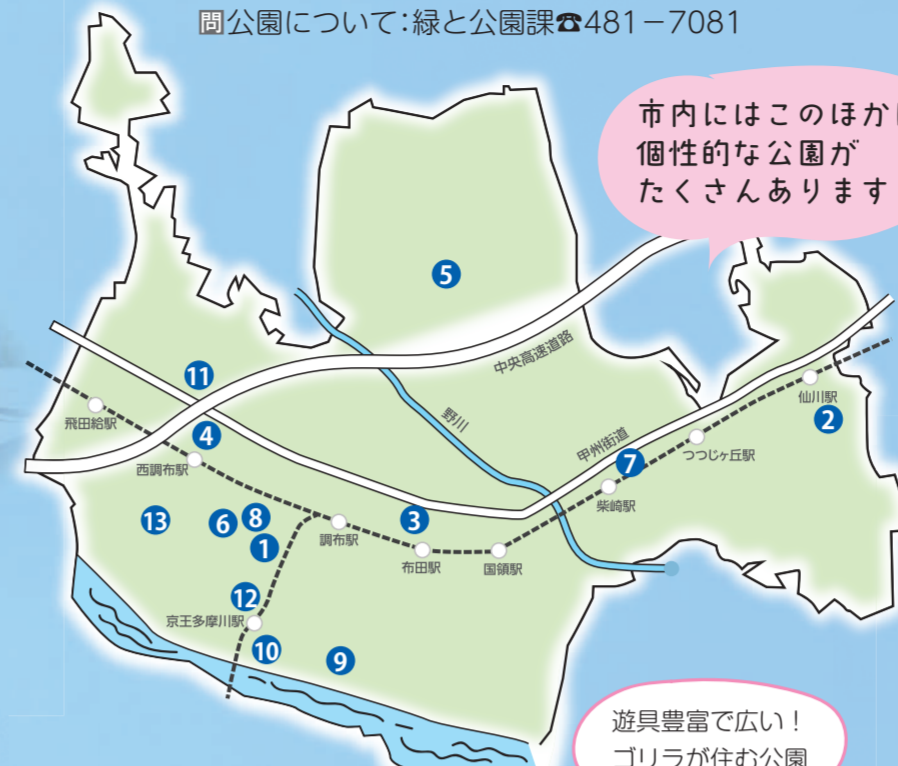 問公園について：緑と公園課☎481－7081
市内にはこのほか
個性的な公園が
たくさんあります
5
中央高速道路
11
飛田給駅
仙川駅
2
4
野川
甲州街道
7
つつじヶ丘駅
西調布駅
柴崎駅
13
6
8
3
調布駅
1
布田駅
国領駅
12
京王多摩川駅
10
9
遊具豊富で広い！
ゴリラが住む公園